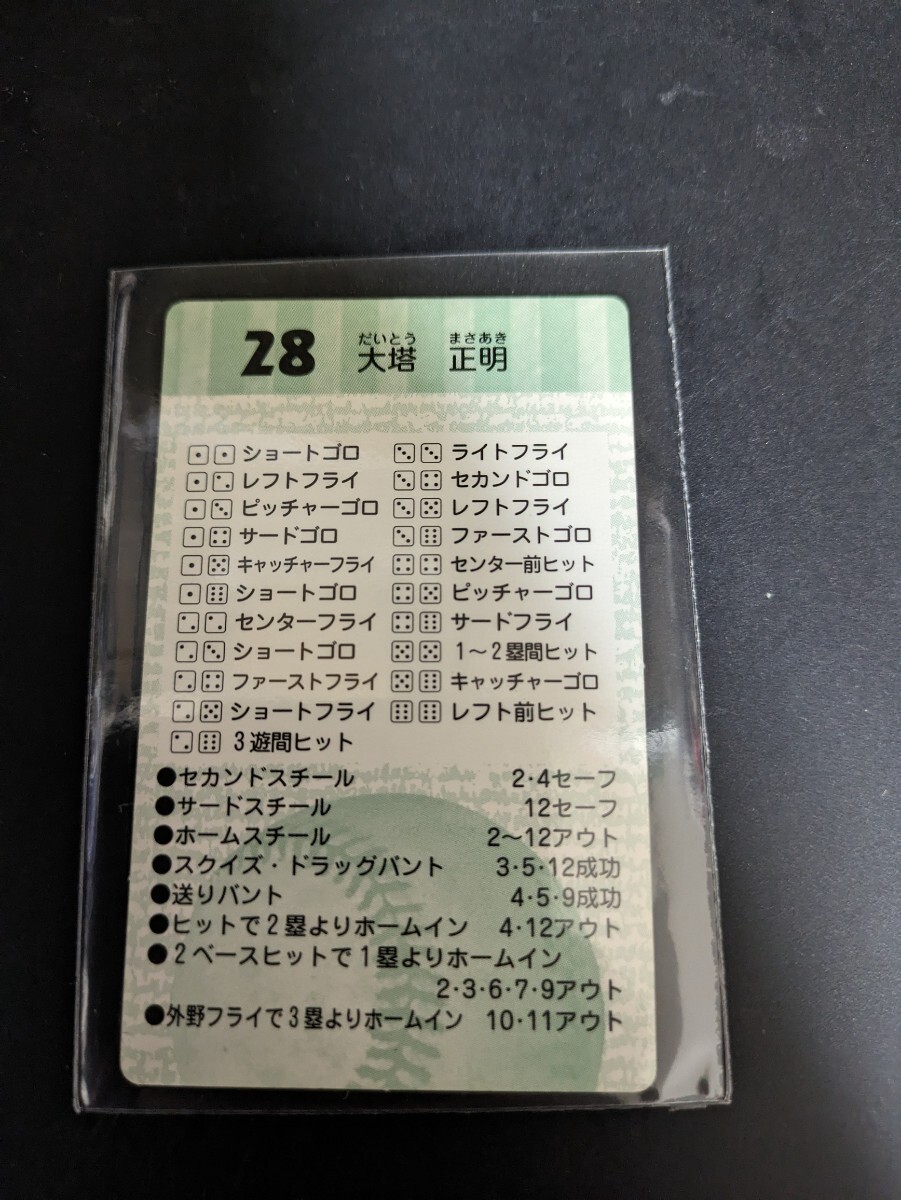 28 大塔 正明
だいとう まさあき
⚀⚀ ショートゴロ ⚂⚂ ライトフライ
⚀⚁ レフトフライ ⚂⚃ セカンドゴロ
⚀⚂ ピッチャーゴロ ⚂⚄ レフトフライ
⚀⚃ サードゴロ ⚂⚅ ファーストゴロ
⚀⚄ キャッチャーフライ ⚃⚃ センター前ヒット
⚀⚅ ショートゴロ ⚃⚄ ピッチャーゴロ
⚁⚁ センターフライ ⚃⚅ サードフライ
⚁⚂ ショートゴロ ⚄⚄ 1〜2塁間ヒット
⚁⚃ ファーストフライ ⚄⚅ キャッチャーゴロ
⚁⚄ ショートフライ ⚅⚅ レフト前ヒット
⚁⚅ 3遊間ヒット
●セカンドスチール 2・4セーフ
●サードスチール 12セーフ
●ホームスチール 2〜12アウト
●スクイズ・ドラッグバント 3・5・12成功
●送りバント 4・5・9成功
●ヒットで2塁よりホームイン 4・12アウト
●2ベースヒットで1塁よりホームイン
2・3・6・7・9アウト
●外野フライで3塁よりホームイン 10・11アウト